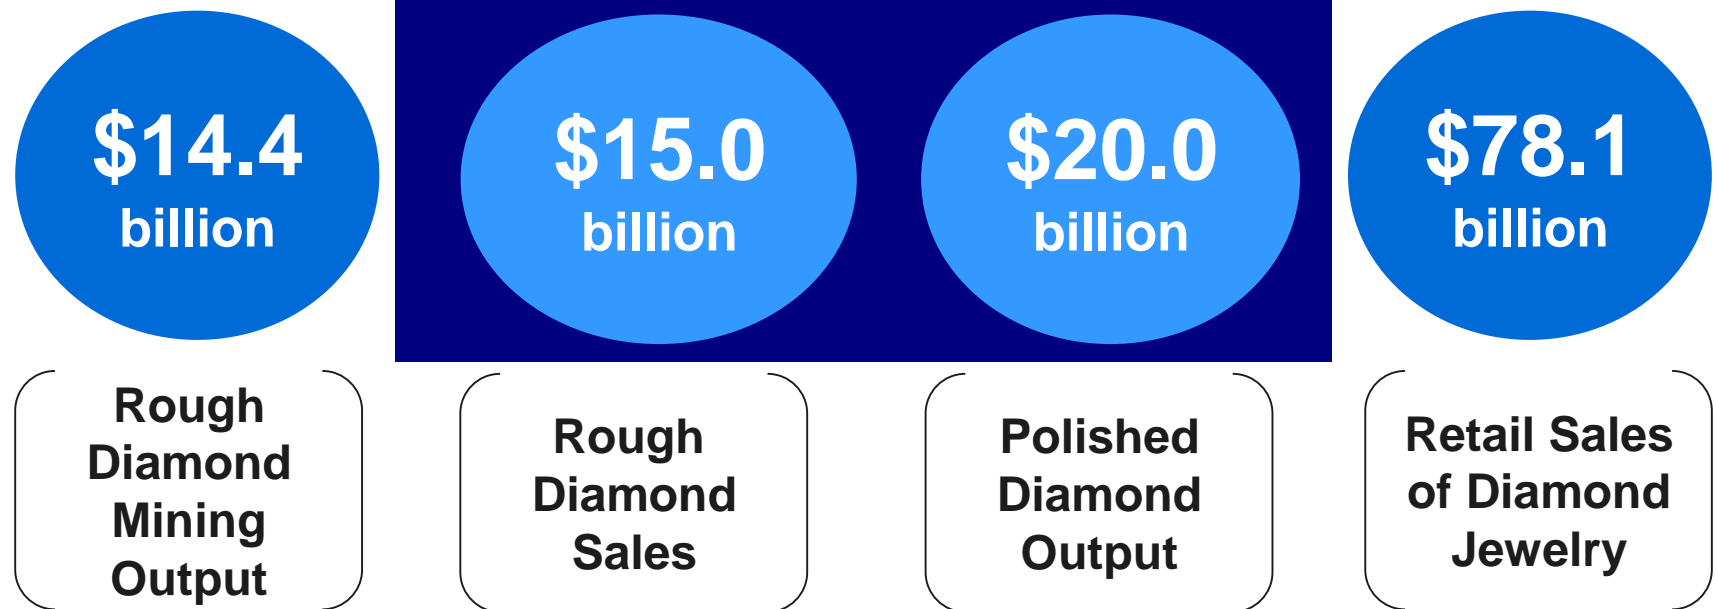 $14.4
billion
$15.0
billion
$20.0
billion
$78.1
billion
Rough
Diamond
Mining
Output
Rough
Diamond
Sales
Polished
Diamond
Output
Retail Sales
of Diamond
Jewelry